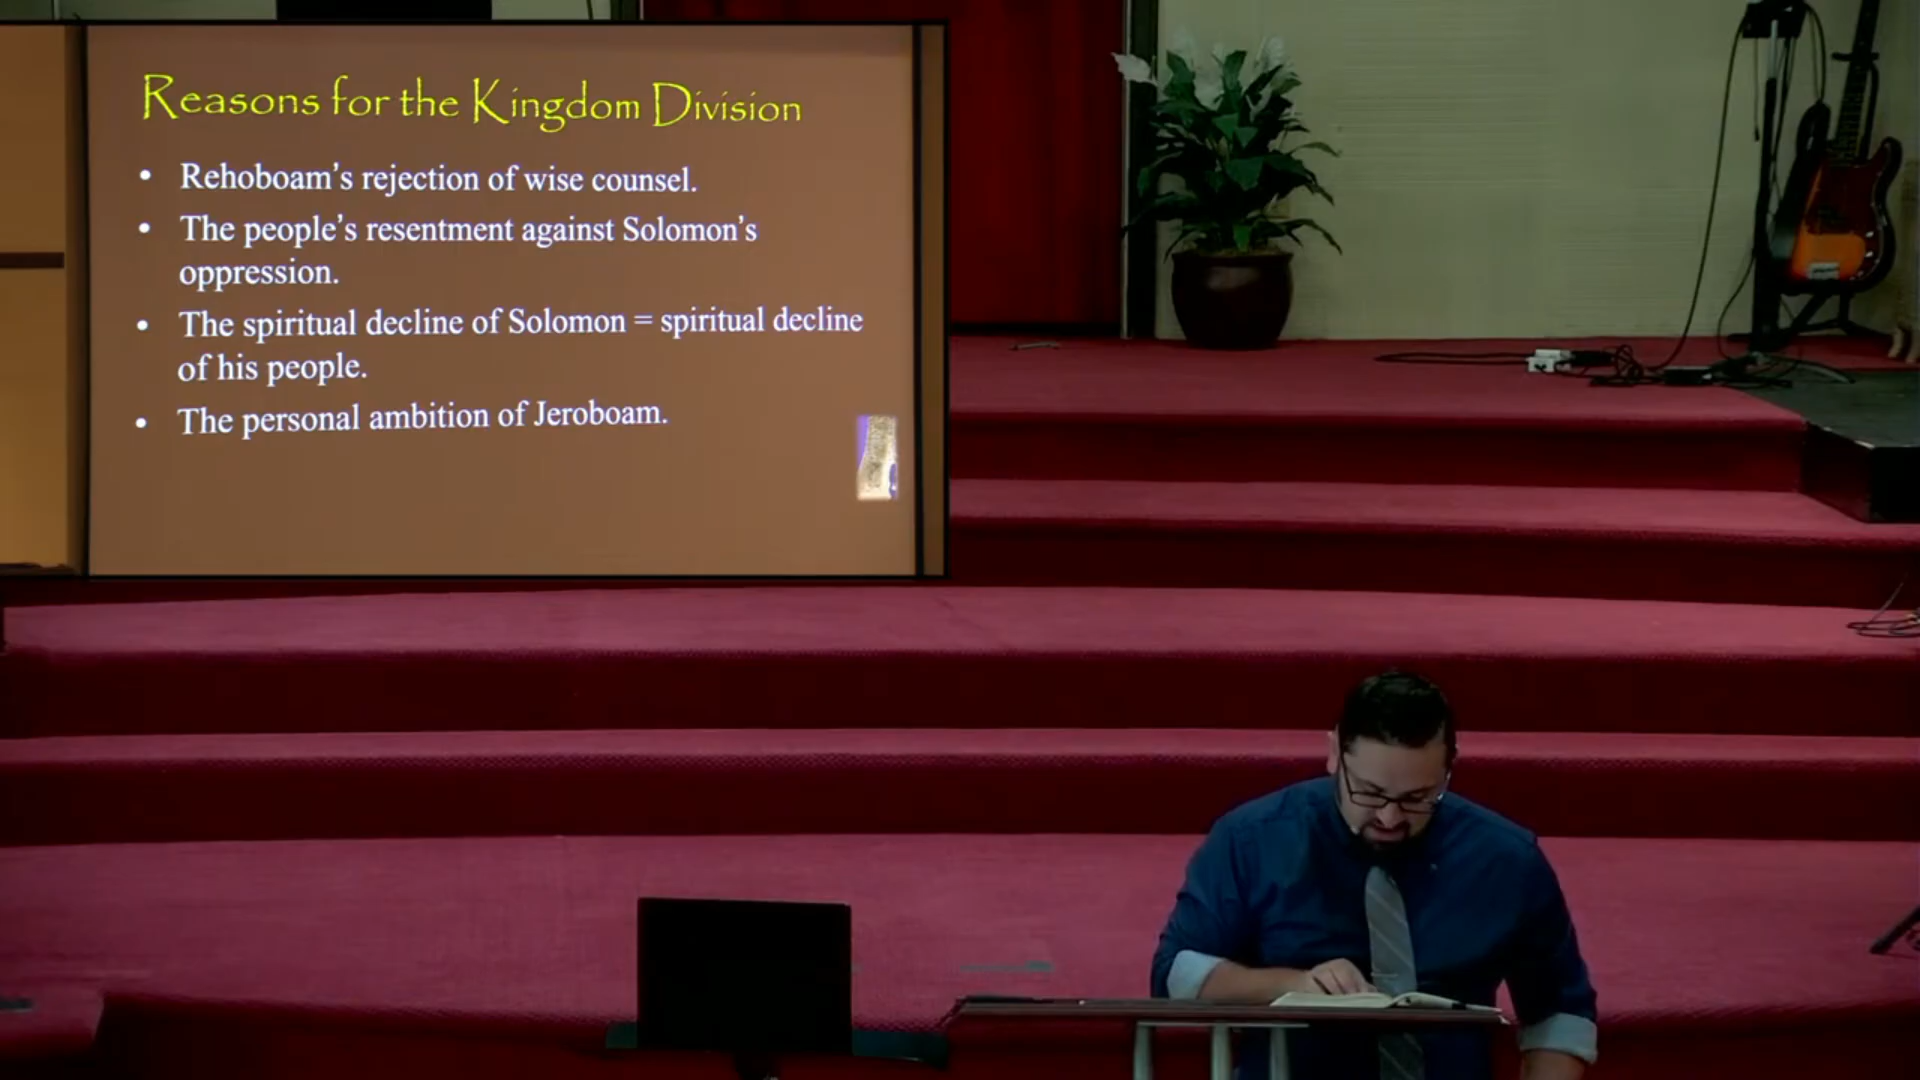 Reasons for the Kingdom Division
• Rehoboam's rejection of wise counsel.
• The people's resentment against Solomon's
oppression.
• The spiritual decline of Solomon = spiritual decline
of his people.
• The personal ambition of Jeroboam.